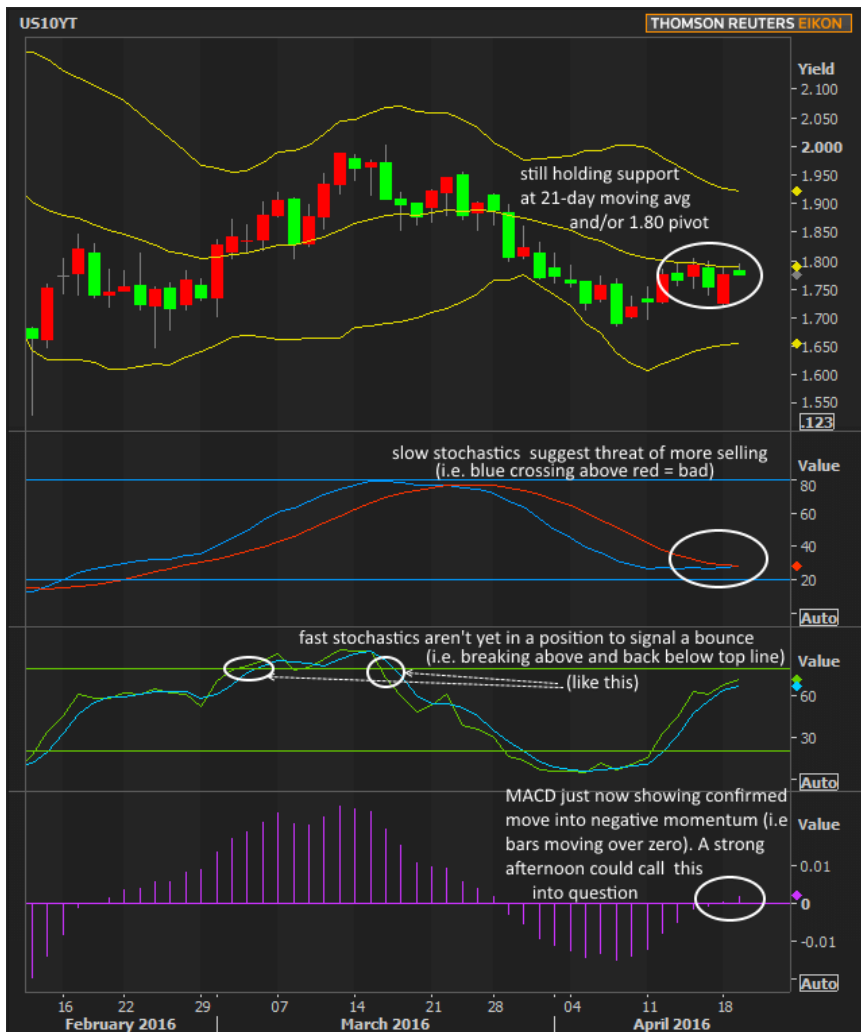 US10YT
THOMSON REUTERS EIKON
Yield
2.100
2.050
2.000
1.950
1.900
1.850
1.800
1.750
1.700
1.650
1.600
1.550
.123
still holding support
at 21-day moving avg
and/or 1.80 pivot
slow stochastics suggest threat of more selling
(i.e. blue crossing above red = bad)
Value
80
60
40
20
Auto
fast stochastics aren't yet in a position to signal a bounce
(i.e. breaking above and back below top line)
(like this)
Value
60
30
Auto
MACD just now showing confirmed
move into negative momentum (i.e
bars moving over zero). A strong
afternoon could call this
into question
Value
0.01
0
-0.01
Auto
16 22 29 07 14 21 28 04 11 18
February 2016 March 2016 April 2016